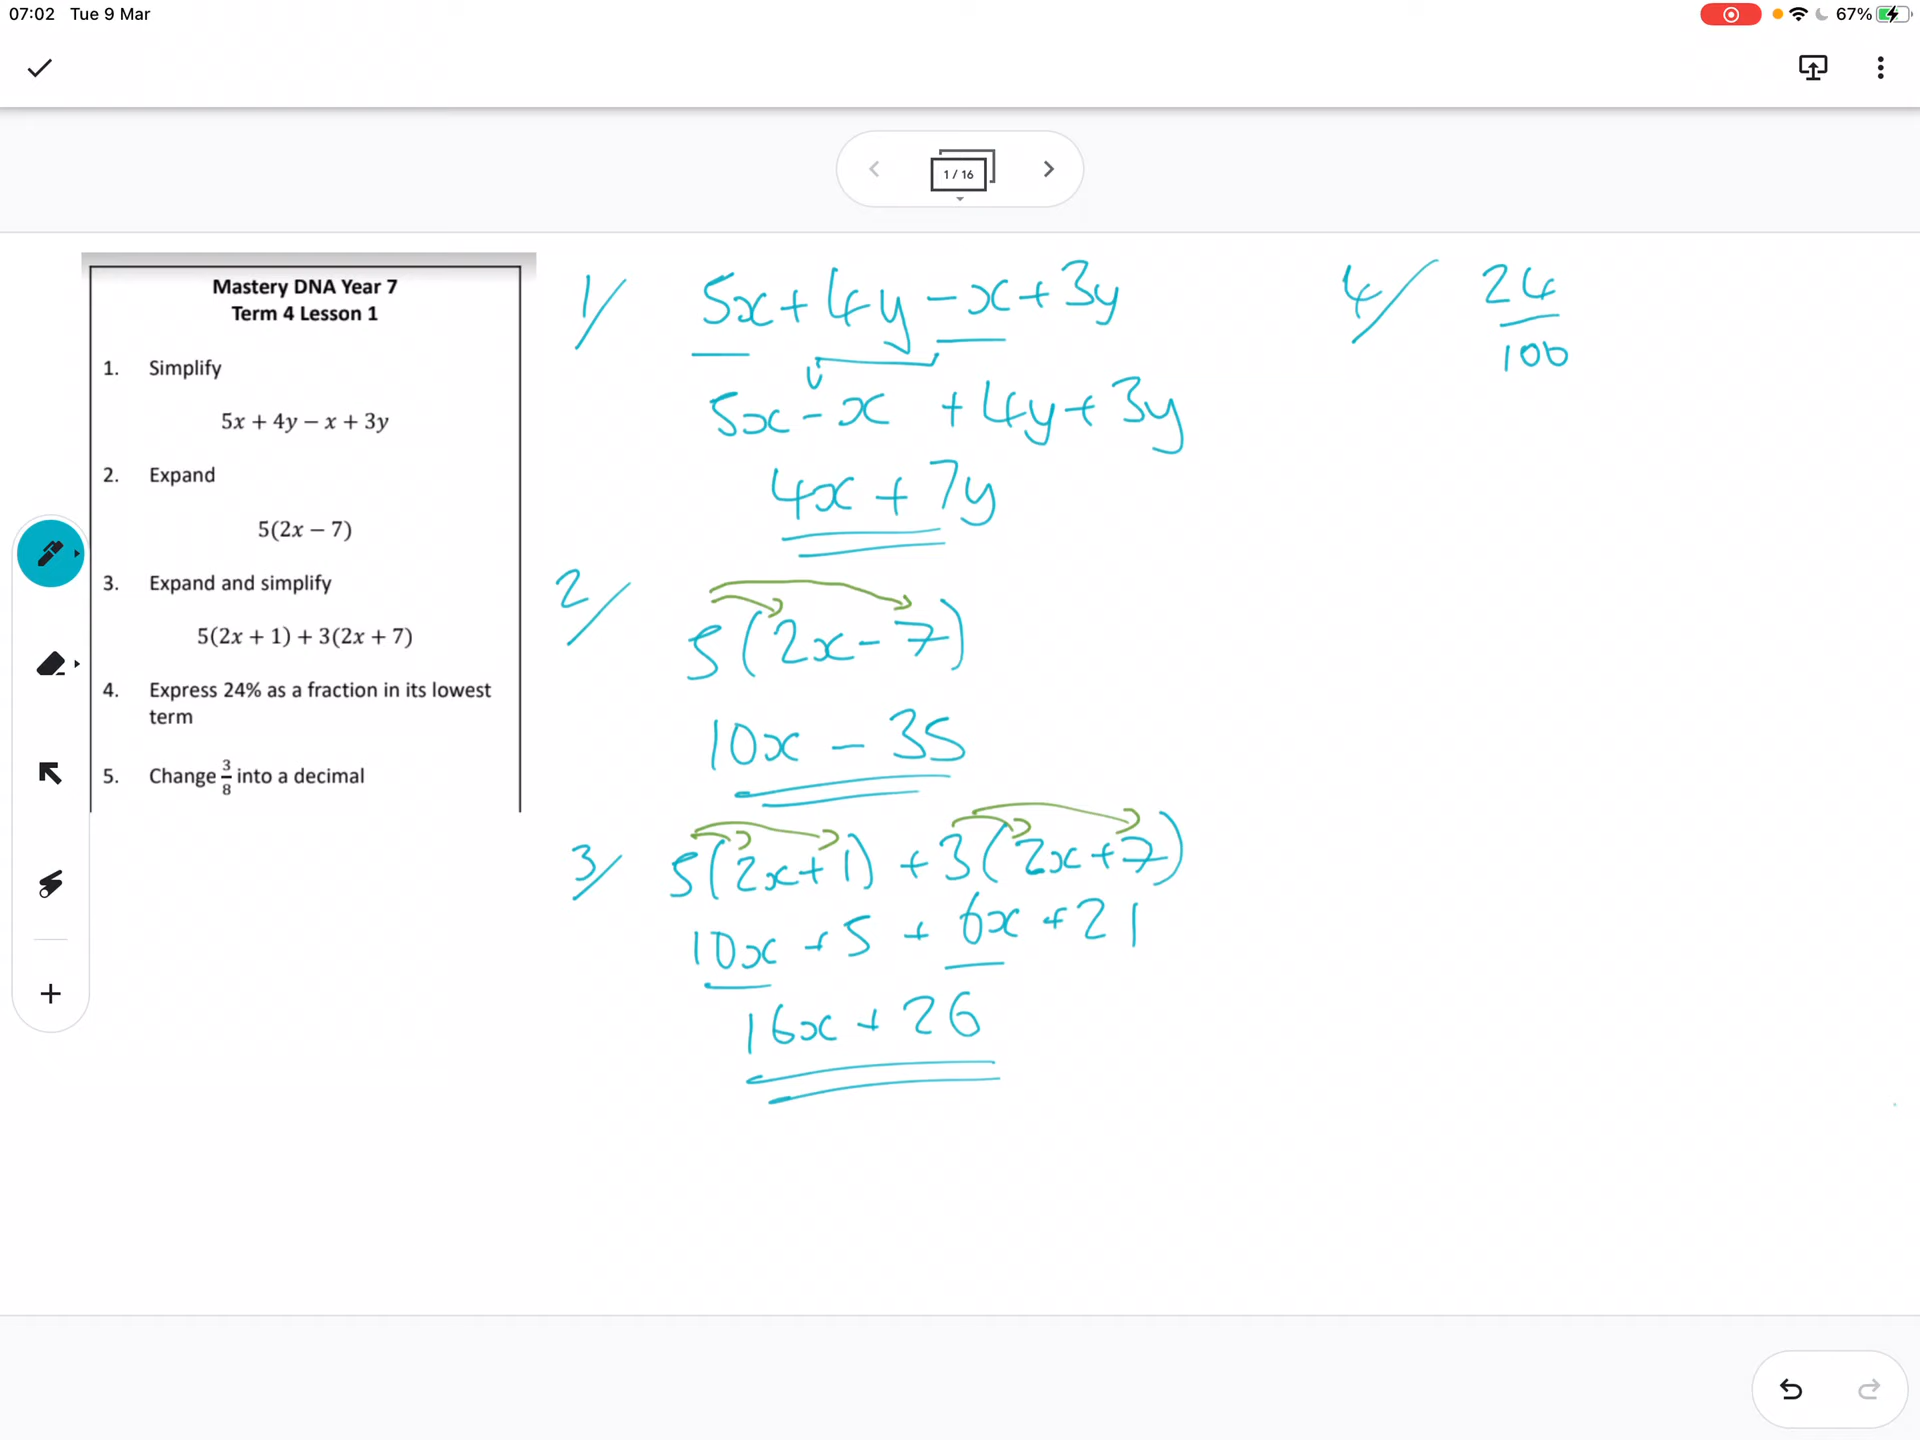 07:02 Tue 9 Mar
67%
1 / 16
Mastery DNA Year 7
Term 4 Lesson 1
1. Simplify
5x + 4y − x + 3y
2. Expand
5(2x − 7)
3. Expand and simplify
5(2x + 1) + 3(2x + 7)
4. Express 24% as a fraction in its lowest
term
5. Change 3/8 into a decimal
1/ 5x + 4y − x + 3y
5x − x + 4y + 3y
4x + 7y
2/ 5(2x − 7)
10x − 35
3/ 5(2x + 1) + 3(2x + 7)
10x + 5 + 6x + 21
16x + 26
4/ 24
100